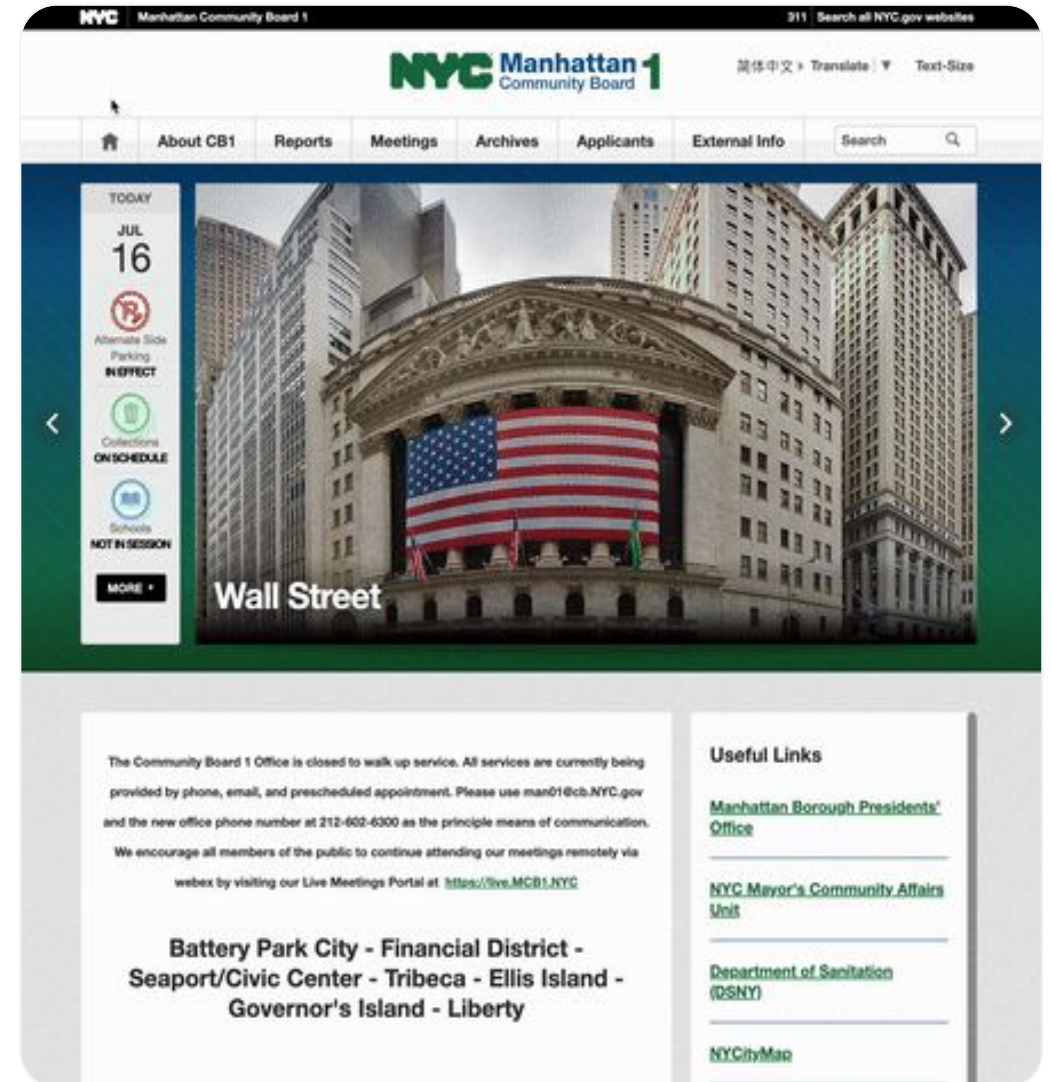 NYC Manhattan Community Board 1 311 Search all NYC.gov websites
NYC Manhattan 1
Community Board
简体中文 Translate ▼ Text-Size
About CB1 Reports Meetings Archives Applicants External Info Search
TODAY
JUL
16
Alternate Side
Parking
IN EFFECT
Collections
ON SCHEDULE
Schools
NOT IN SESSION
MORE
Wall Street
The Community Board 1 Office is closed to walk up service. All services are currently being
provided by phone, email, and prescheduled appointment. Please use man01@cb.NYC.gov
and the new office phone number at 212-602-6300 as the principle means of communication.
We encourage all members of the public to continue attending our meetings remotely via
webex by visiting our Live Meetings Portal at https://live.MCB1.NYC
Battery Park City - Financial District -
Seaport/Civic Center - Tribeca - Ellis Island -
Governor's Island - Liberty
Useful Links
Manhattan Borough Presidents'
Office
NYC Mayor's Community Affairs
Unit
Department of Sanitation
(DSNY)
NYCityMap